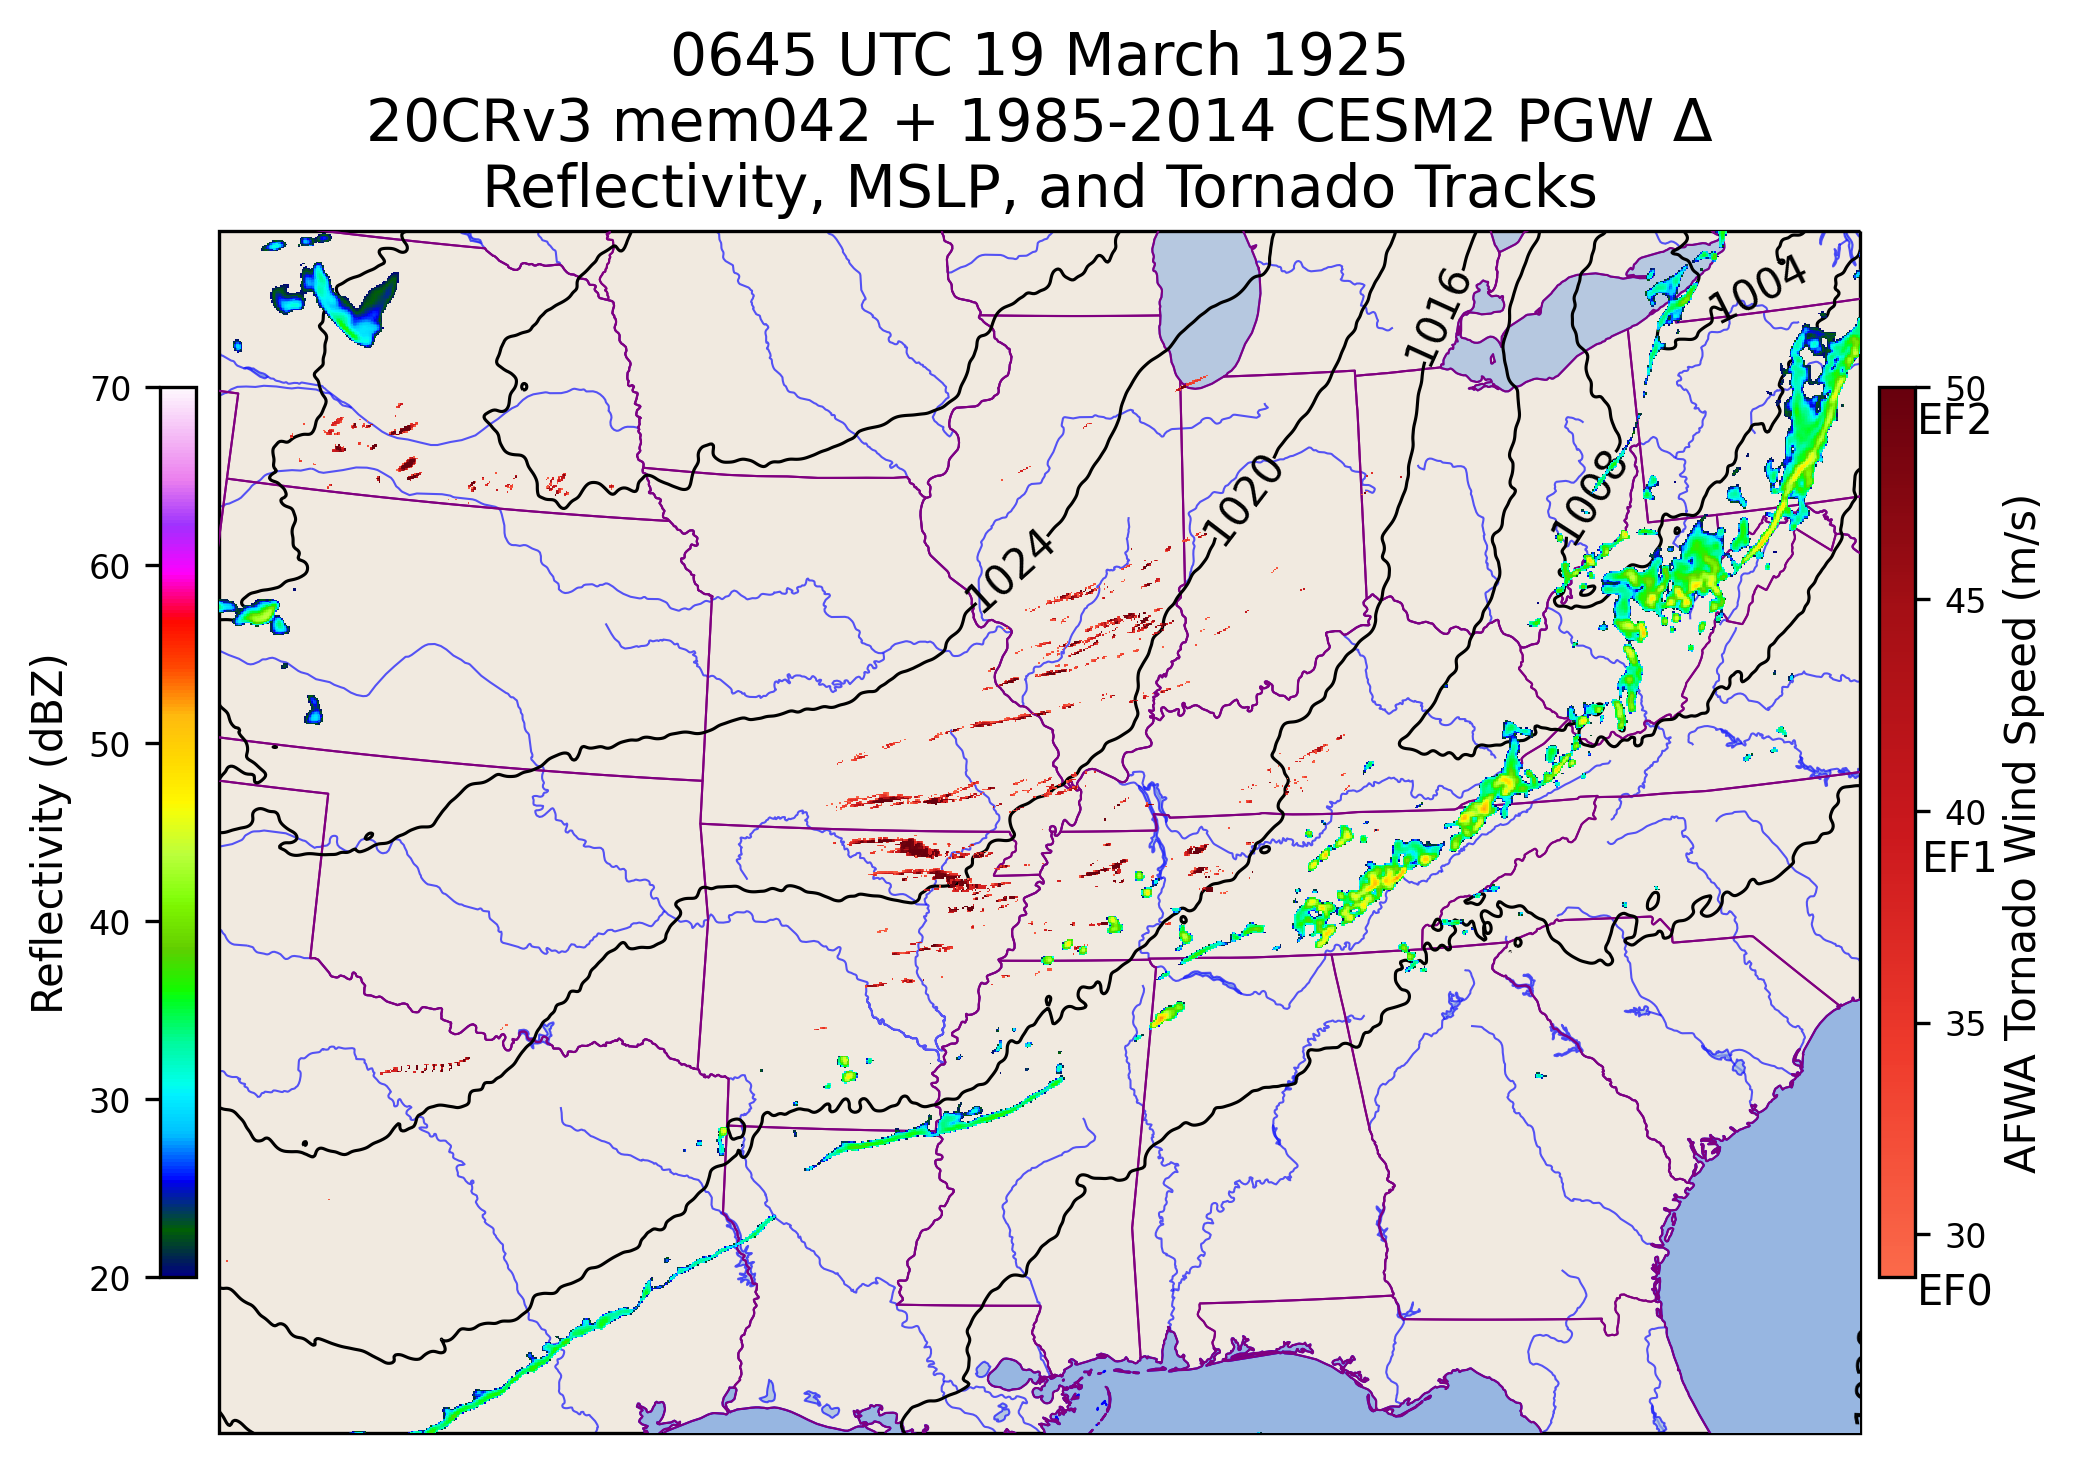 0645 UTC 19 March 1925
20CRv3 mem042 + 1985-2014 CESM2 PGW Δ
Reflectivity, MSLP, and Tornado Tracks
Reflectivity (dBZ)
70
60
50
40
30
20
1004
1016
1008
1020
1024
50
EF2
45
40
EF1
35
30
EF0
AFWA Tornado Wind Speed (m/s)